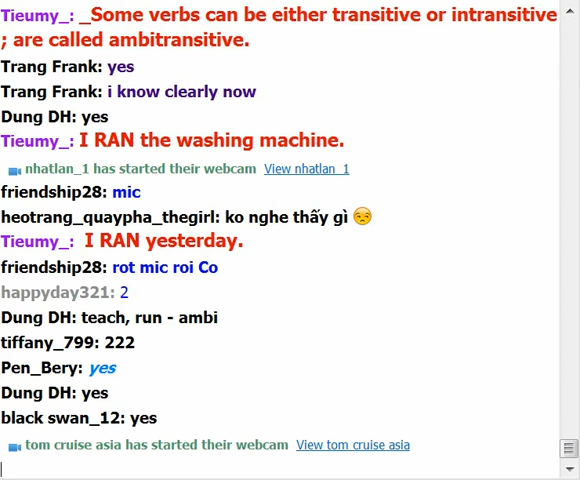 Tieumy_: _Some verbs can be either transitive or intransitive
; are called ambitransitive.
Trang Frank: yes
Trang Frank: i know clearly now
Dung DH: yes
Tieumy_: I RAN the washing machine.
nhatlan_1 has started their webcam View nhatlan_1
friendship28: mic
heotrang_quaypha_thegirl: ko nghe thấy gì
Tieumy_: I RAN yesterday.
friendship28: rot mic roi Co
happyday321: 2
Dung DH: teach, run - ambi
tiffany_799: 222
Pen_Bery: yes
Dung DH: yes
black swan_12: yes
tom cruise asia has started their webcam View tom cruise asia